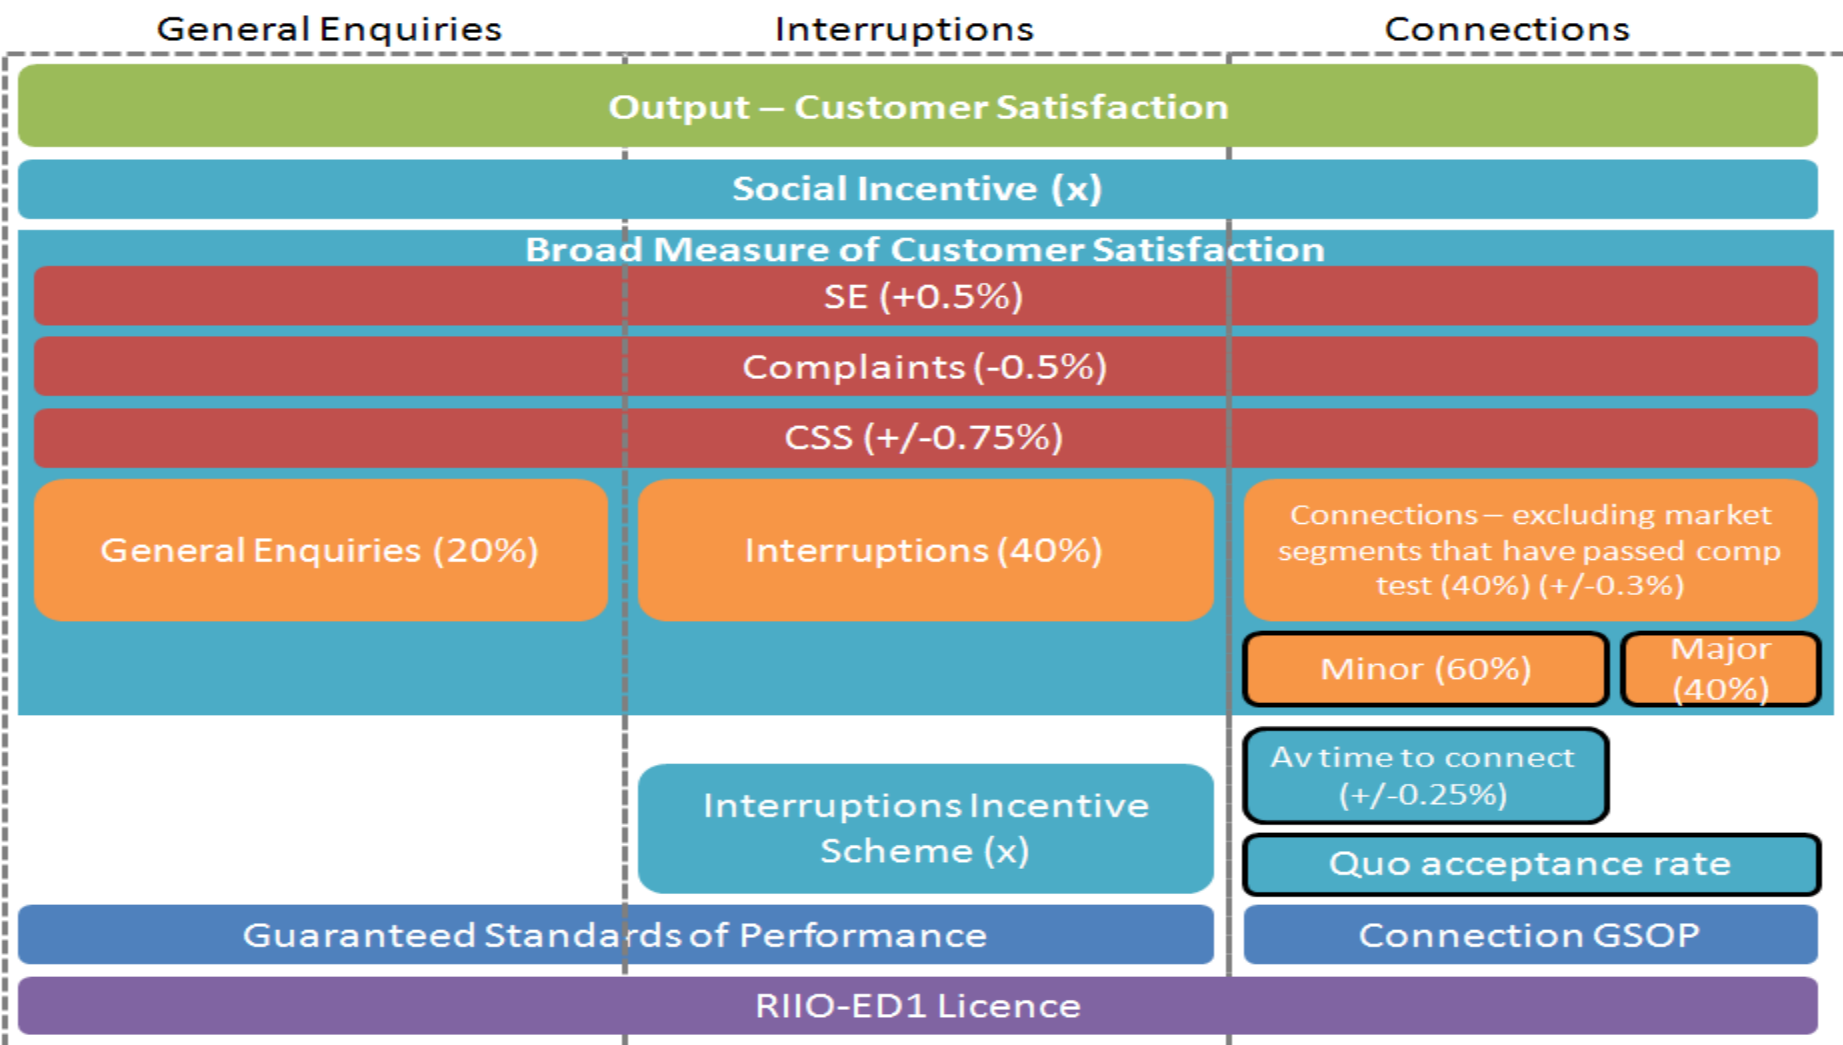 General Enquiries
Interruptions
Connections
Output – Customer Satisfaction
Social Incentive (x)
Broad Measure of Customer Satisfaction
SE (+0.5%)
Complaints (-0.5%)
CSS (+/-0.75%)
General Enquiries (20%)
Interruptions (40%)
Connections – excluding market
segments that have passed comp
test (40%) (+/-0.3%)
Minor (60%)
Major
(40%)
Av time to connect
(+/-0.25%)
Interruptions Incentive
Scheme (x)
Quo acceptance rate
Guaranteed Standards of Performance
Connection GSOP
RIIO-ED1 Licence